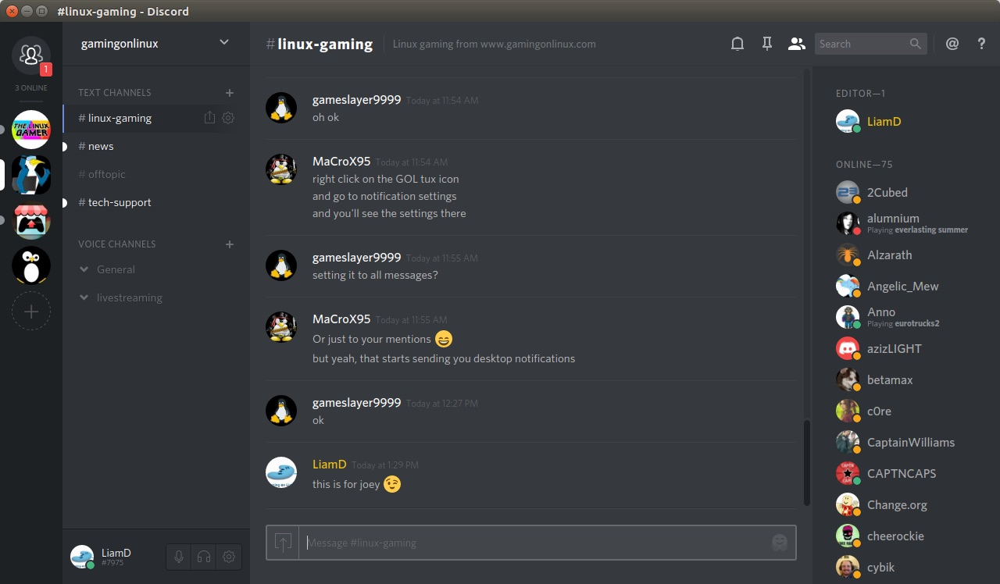 #linux-gaming - Discord
1
3 ONLINE
THE LINUX
GAMER
gamingonlinux
TEXT CHANNELS
# linux-gaming
# news
# offtopic
# tech-support
VOICE CHANNELS
General
livestreaming
LiamD
#7975
#linux-gaming
Linux gaming from www.gamingonlinux.com
Search
@
?
gameslayer9999 Today at 11:54 AM
oh ok
MaCroX95 Today at 11:54 AM
right click on the GOL tux icon
and go to notification settings
and you'll see the settings there
gameslayer9999 Today at 11:55 AM
setting it to all messages?
MaCroX95 Today at 11:55 AM
Or just to your mentions 😄
but yeah, that starts sending you desktop notifications
gameslayer9999 Today at 12:27 PM
ok
LiamD Today at 1:29 PM
this is for joey 😉
Message #linux-gaming
EDITOR—1
LiamD
ONLINE—75
23
2Cubed
alumnium
Playing everlasting summer
Alzarath
Angelic_Mew
Anno
Playing eurotrucks2
azizLIGHT
betamax
c0re
CaptainWilliams
CAPTNCAPS
Change.org
cheerockie
cybik